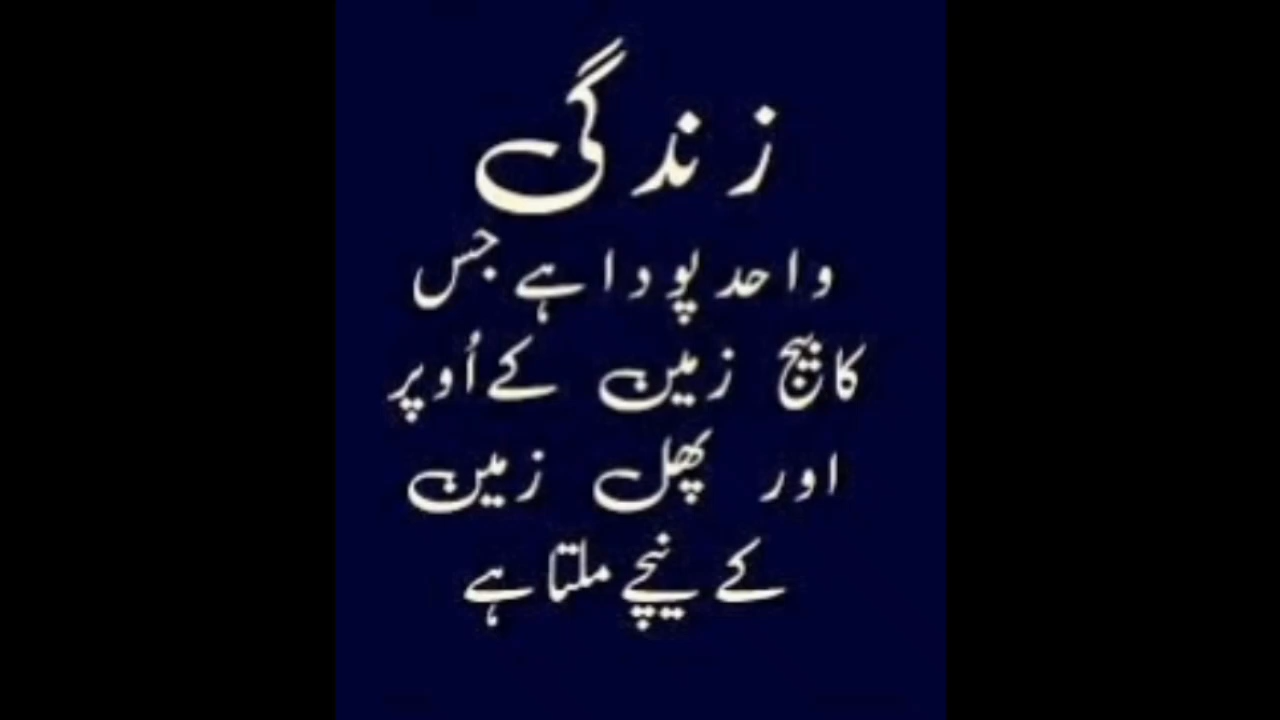 زندگی
واحد پودا ہے جس
کا بیج زمین کے اُوپر
اور پھل زمین
کے نیچے ملتا ہے